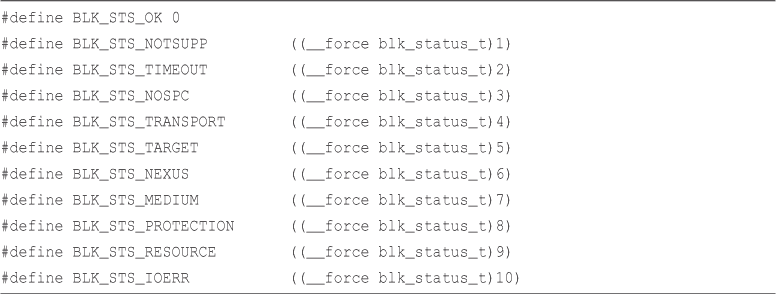 #define BLK_STS_OK 0
#define BLK_STS_NOTSUPP ((__force blk_status_t)1)
#define BLK_STS_TIMEOUT ((__force blk_status_t)2)
#define BLK_STS_NOSPC ((__force blk_status_t)3)
#define BLK_STS_TRANSPORT ((__force blk_status_t)4)
#define BLK_STS_TARGET ((__force blk_status_t)5)
#define BLK_STS_NEXUS ((__force blk_status_t)6)
#define BLK_STS_MEDIUM ((__force blk_status_t)7)
#define BLK_STS_PROTECTION ((__force blk_status_t)8)
#define BLK_STS_RESOURCE ((__force blk_status_t)9)
#define BLK_STS_IOERR ((__force blk_status_t)10)